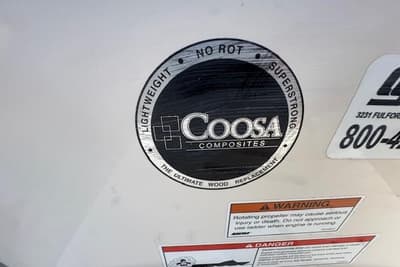 LIGHTWEIGHT • NO ROT • SUPERSTRONG
COOSA
COMPOSITES
• THE ULTIMATE WOOD REPLACEMENT •
3231 FULFORD
800-4
WARNING
Rotating propeller may cause serious
injury or death. Do not approach or
use ladder when engine is running.
DANGER